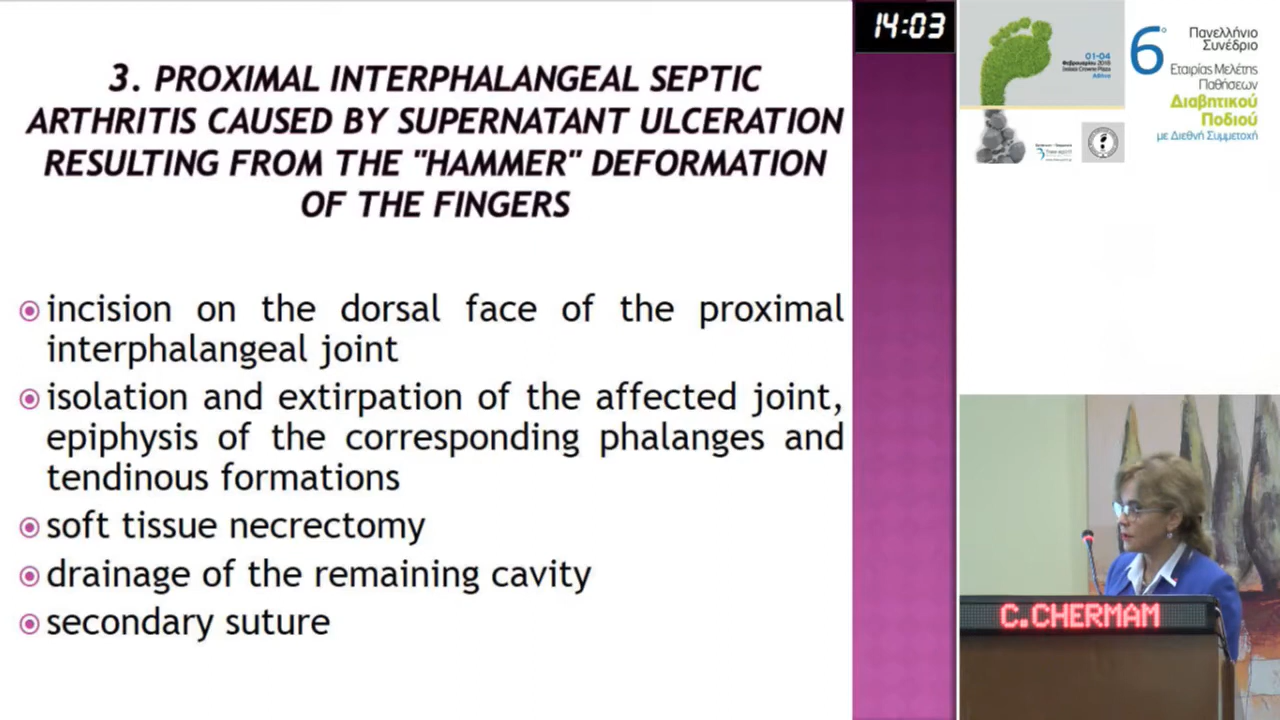 3. PROXIMAL INTERPHALANGEAL SEPTIC
ARTHRITIS CAUSED BY SUPERNATANT ULCERATION
RESULTING FROM THE "HAMMER" DEFORMATION
OF THE FINGERS
incision on the dorsal face of the proximal
interphalangeal joint
isolation and extirpation of the affected joint,
epiphysis of the corresponding phalanges and
tendinous formations
soft tissue necrectomy
drainage of the remaining cavity
secondary suture
14:03
01-04
Φεβρουαρίου 2018
Αθήνα
6ο
Πανελλήνιο
Συνέδριο
Εταιρίας Μελέτης
Παθήσεων
Διαβητικού
Ποδιού
με Διεθνή Συμμετοχή
C.CHERMAM